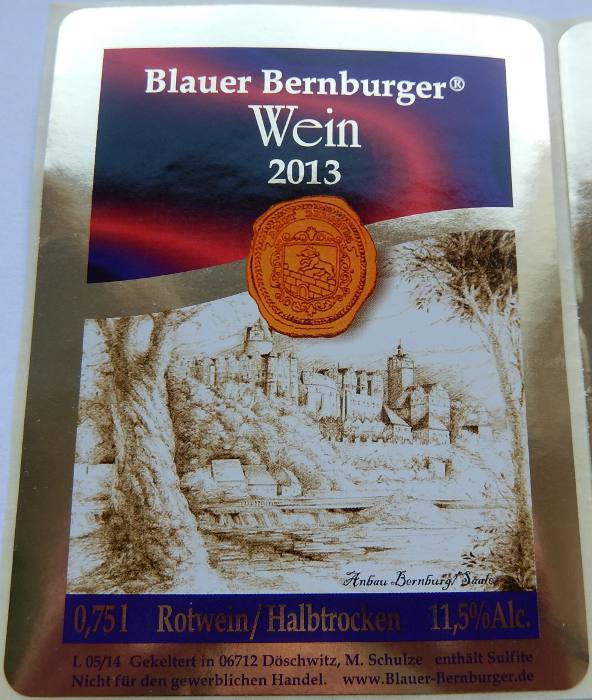 Blauer Bernburger®
Wein
2013
Anbau Bernburg/ Saale
0,75 l Rotwein/Halbtrocken 11,5%Alc.
L 05/14 Gekeltert in 06712 Döschwitz, M. Schulze enthält Sulfite
Nicht für den gewerblichen Handel. www.Blauer-Bernburger.de